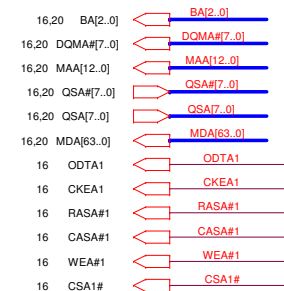 16,20 BA[2..0] BA[2..0]
16,20 DQMA#[7..0] DQMA#[7..0]
16,20 MAA[12..0] MAA[12..0]
16,20 QSA#[7..0] QSA#[7..0]
16,20 QSA[7..0] QSA[7..0]
16,20 MDA[63..0] MDA[63..0]
16 ODTA1 ODTA1
16 CKEA1 CKEA1
16 RASA#1 RASA#1
16 CASA#1 CASA#1
16 WEA#1 WEA#1
16 CSA1# CSA1#